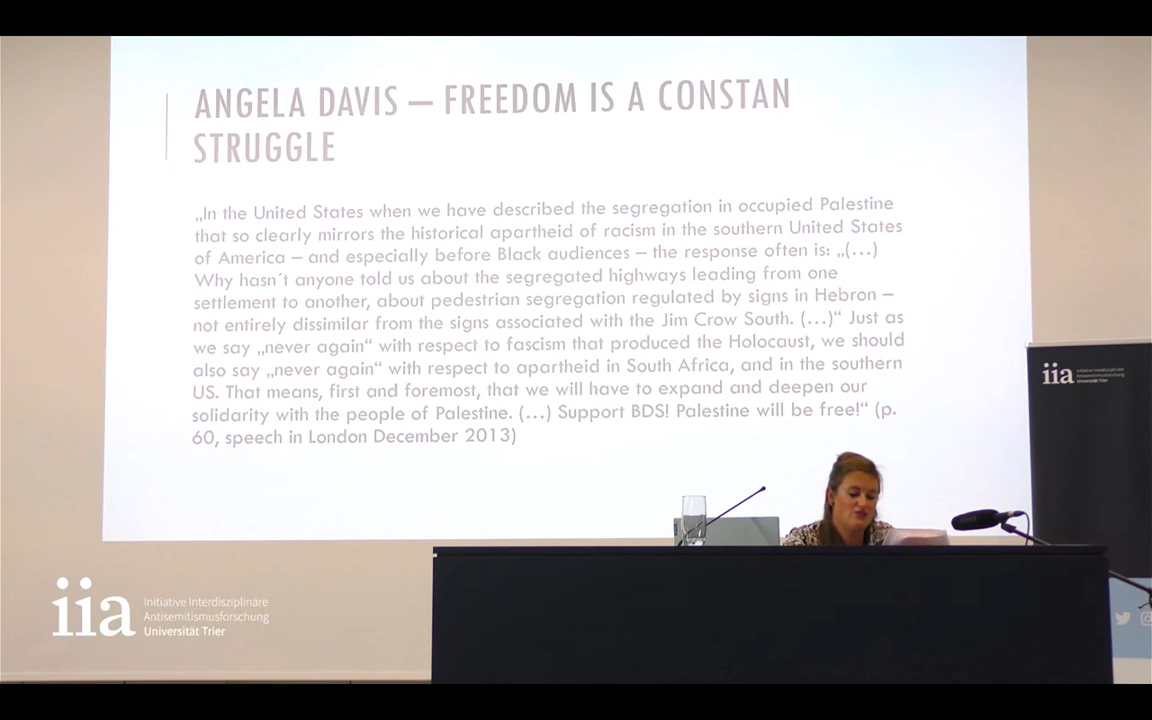 ANGELA DAVIS – FREEDOM IS A CONSTAN
STRUGGLE
„In the United States when we have described the segregation in occupied Palestine
that so clearly mirrors the historical apartheid of racism in the southern United States
of America – and especially before Black audiences – the response often is: „(…)
Why hasn´t anyone told us about the segregated highways leading from one
settlement to another, about pedestrian segregation regulated by signs in Hebron –
not entirely dissimilar from the signs associated with the Jim Crow South. (…)“ Just as
we say „never again“ with respect to fascism that produced the Holocaust, we should
also say „never again“ with respect to apartheid in South Africa, and in the southern
US. That means, first and foremost, that we will have to expand and deepen our
solidarity with the people of Palestine. (…) Support BDS! Palestine will be free!“ (p.
60, speech in London December 2013)
iia
Initiative Interdisziplinäre
Antisemitismusforschung
Universität Trier
iia
Initiative Interdisziplinäre
Antisemitismusforschung
Universität Trier